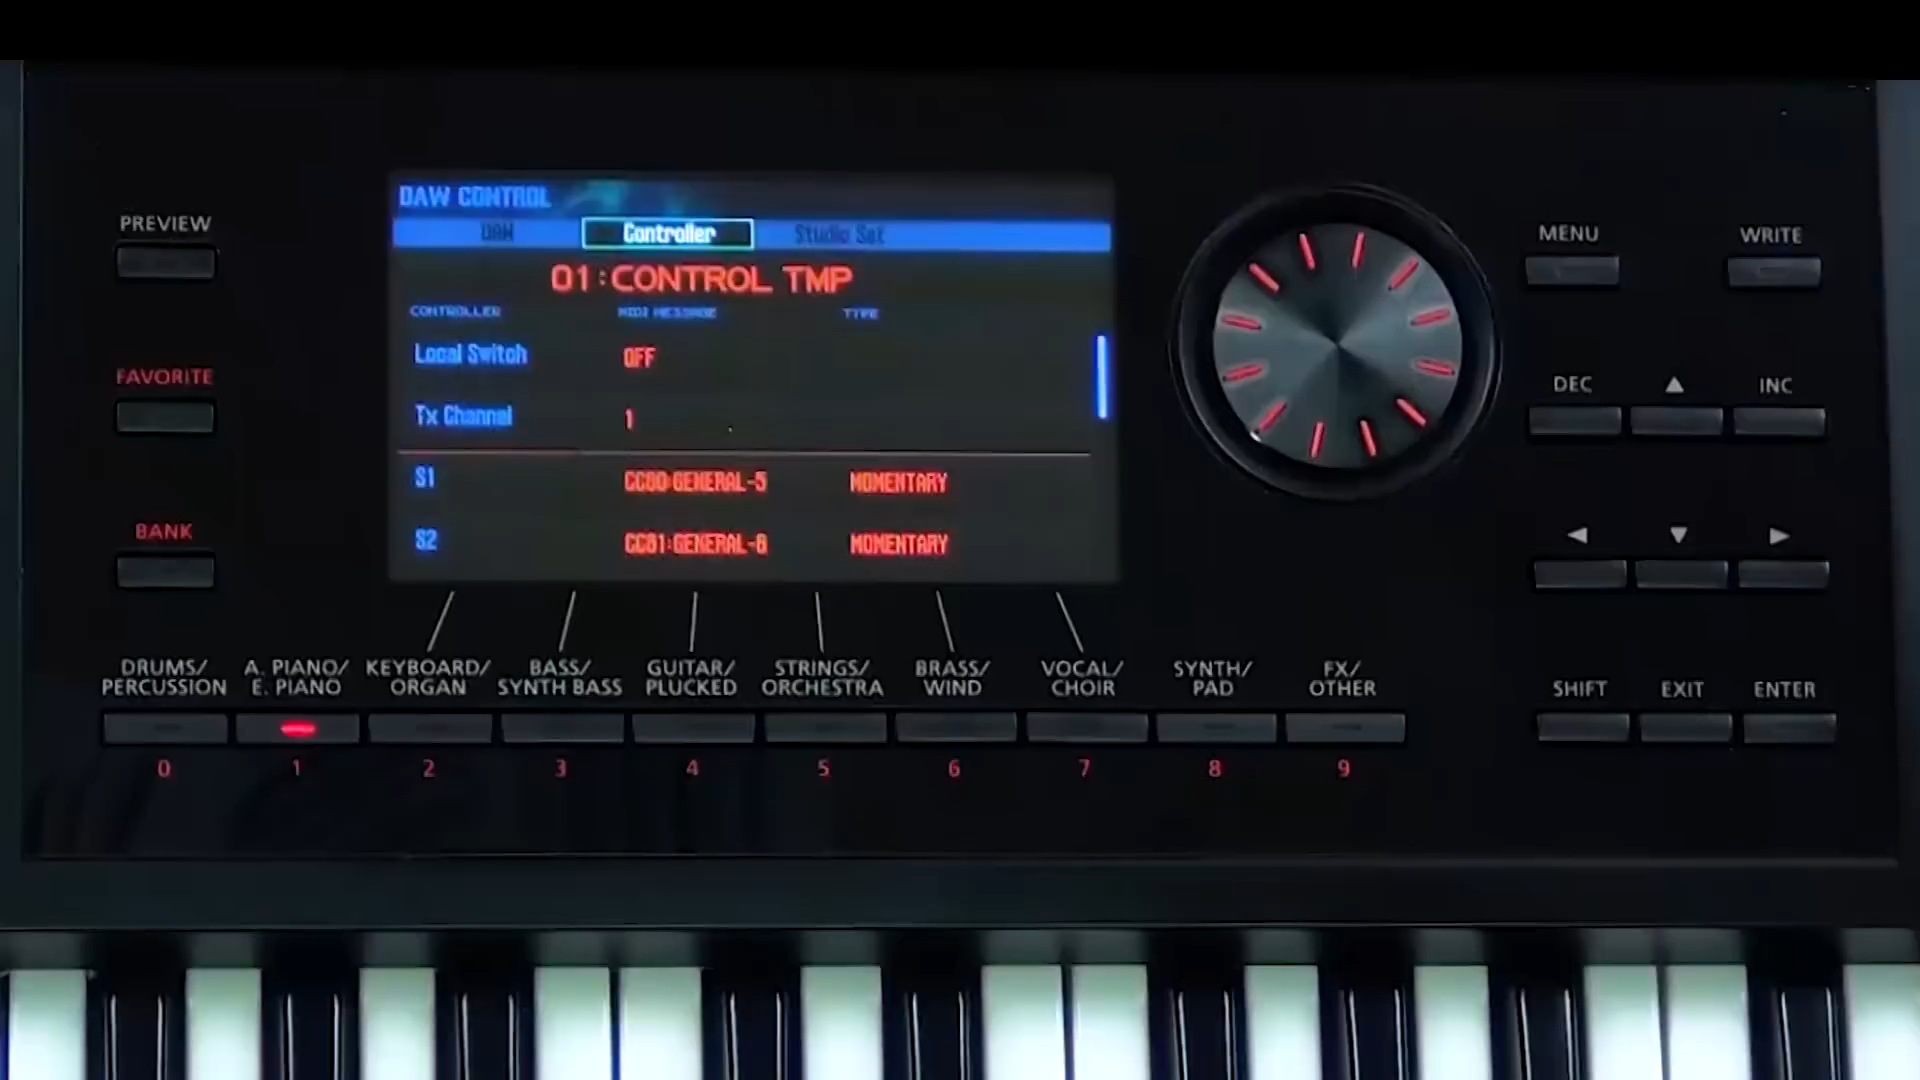 DAW CONTROL
DAW Controller Studio Set
01:CONTROL TMP
CONTROLLER MIDI MESSAGE TYPE
Local Switch OFF
Tx Channel 1
S1 CC80:GENERAL-5 MOMENTARY
S2 CC81:GENERAL-6 MOMENTARY
PREVIEW
FAVORITE
BANK
MENU WRITE
DEC ▲ INC
◀ ▼ ▶
DRUMS/ A. PIANO/ KEYBOARD/ BASS/ GUITAR/ STRINGS/ BRASS/ VOCAL/ SYNTH/ FX/
PERCUSSION E. PIANO ORGAN SYNTH BASS PLUCKED ORCHESTRA WIND CHOIR PAD OTHER
SHIFT EXIT ENTER
0 1 2 3 4 5 6 7 8 9